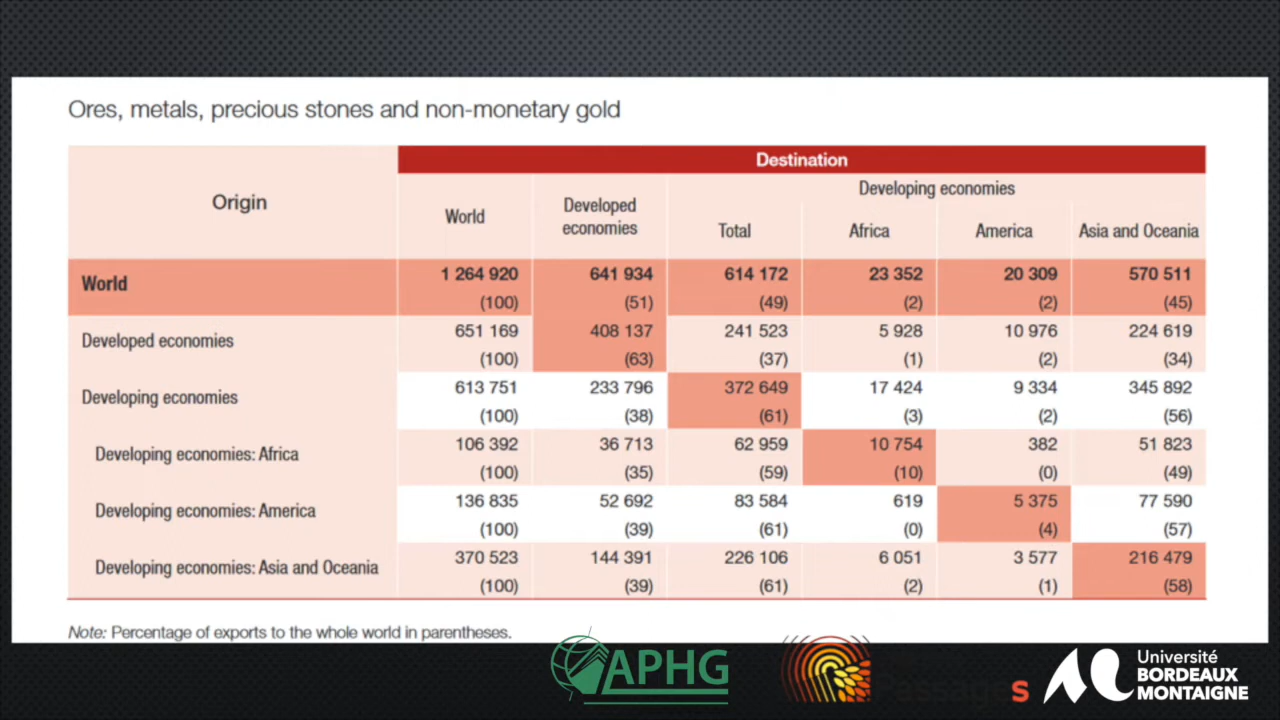 Ores, metals, precious stones and non-monetary gold
Origin
Destination
World
Developed economies
Developing economies
Total
Africa
America
Asia and Oceania
World 1 264 920 641 934 614 172 23 352 20 309 570 511
(100) (51) (49) (2) (2) (45)
Developed economies 651 169 408 137 241 523 5 928 10 976 224 619
(100) (63) (37) (1) (2) (34)
Developing economies 613 751 233 796 372 649 17 424 9 334 345 892
(100) (38) (61) (3) (2) (56)
Developing economies: Africa 106 392 36 713 62 959 10 754 382 51 823
(100) (35) (59) (10) (0) (49)
Developing economies: America 136 835 52 692 83 584 619 5 375 77 590
(100) (39) (61) (0) (4) (57)
Developing economies: Asia and Oceania 370 523 144 391 226 106 6 051 3 577 216 479
(100) (39) (61) (2) (1) (58)
Note: Percentage of exports to the whole world in parentheses.
APHG
Passages
Université
BORDEAUX
MONTAIGNE